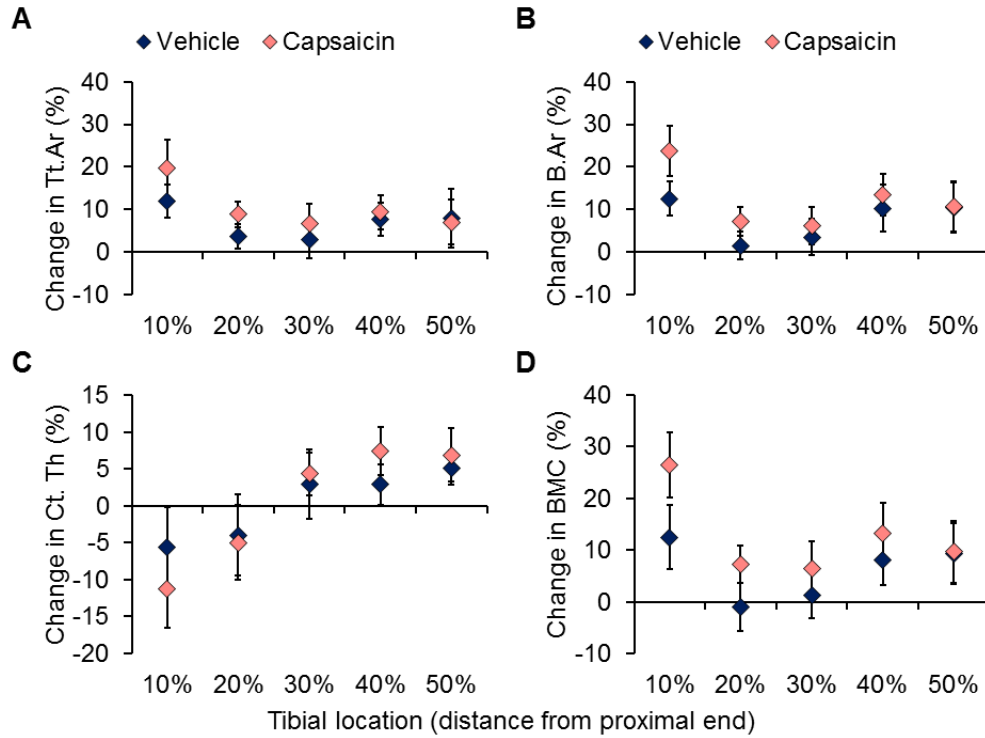 A
Vehicle Capsaicin
Change in Tt.Ar (%)
40
30
20
10
0
-10
10% 20% 30% 40% 50%
B
Vehicle Capsaicin
Change in B.Ar (%)
40
30
20
10
0
-10
10% 20% 30% 40% 50%
C
Change in Ct. Th (%)
15
10
5
0
-5
-10
-15
-20
10% 20% 30% 40% 50%
D
Change in BMC (%)
40
30
20
10
0
-10
10% 20% 30% 40% 50%
Tibial location (distance from proximal end)